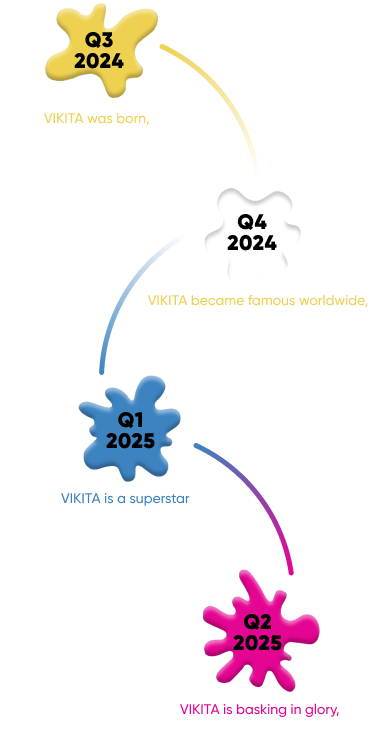 Q3
2024
VIKITA was born,
Q4
2024
VIKITA became famous worldwide,
Q1
2025
VIKITA is a superstar
Q2
2025
VIKITA is basking in glory,